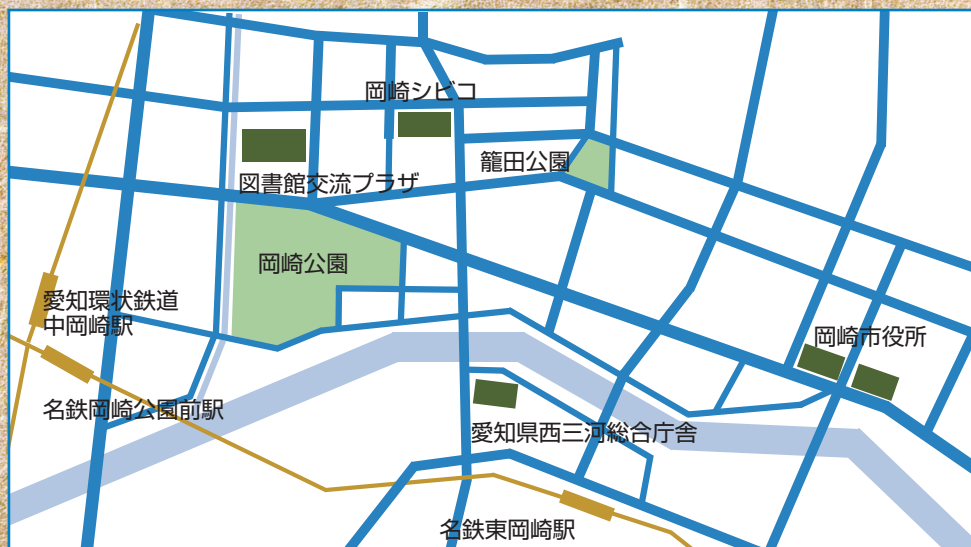 岡崎シビコ
籠田公園
図書館交流プラザ
岡崎公園
愛知環状鉄道
中岡崎駅
岡崎市役所
名鉄岡崎公園前駅
愛知県西三河総合庁舎
名鉄東岡崎駅